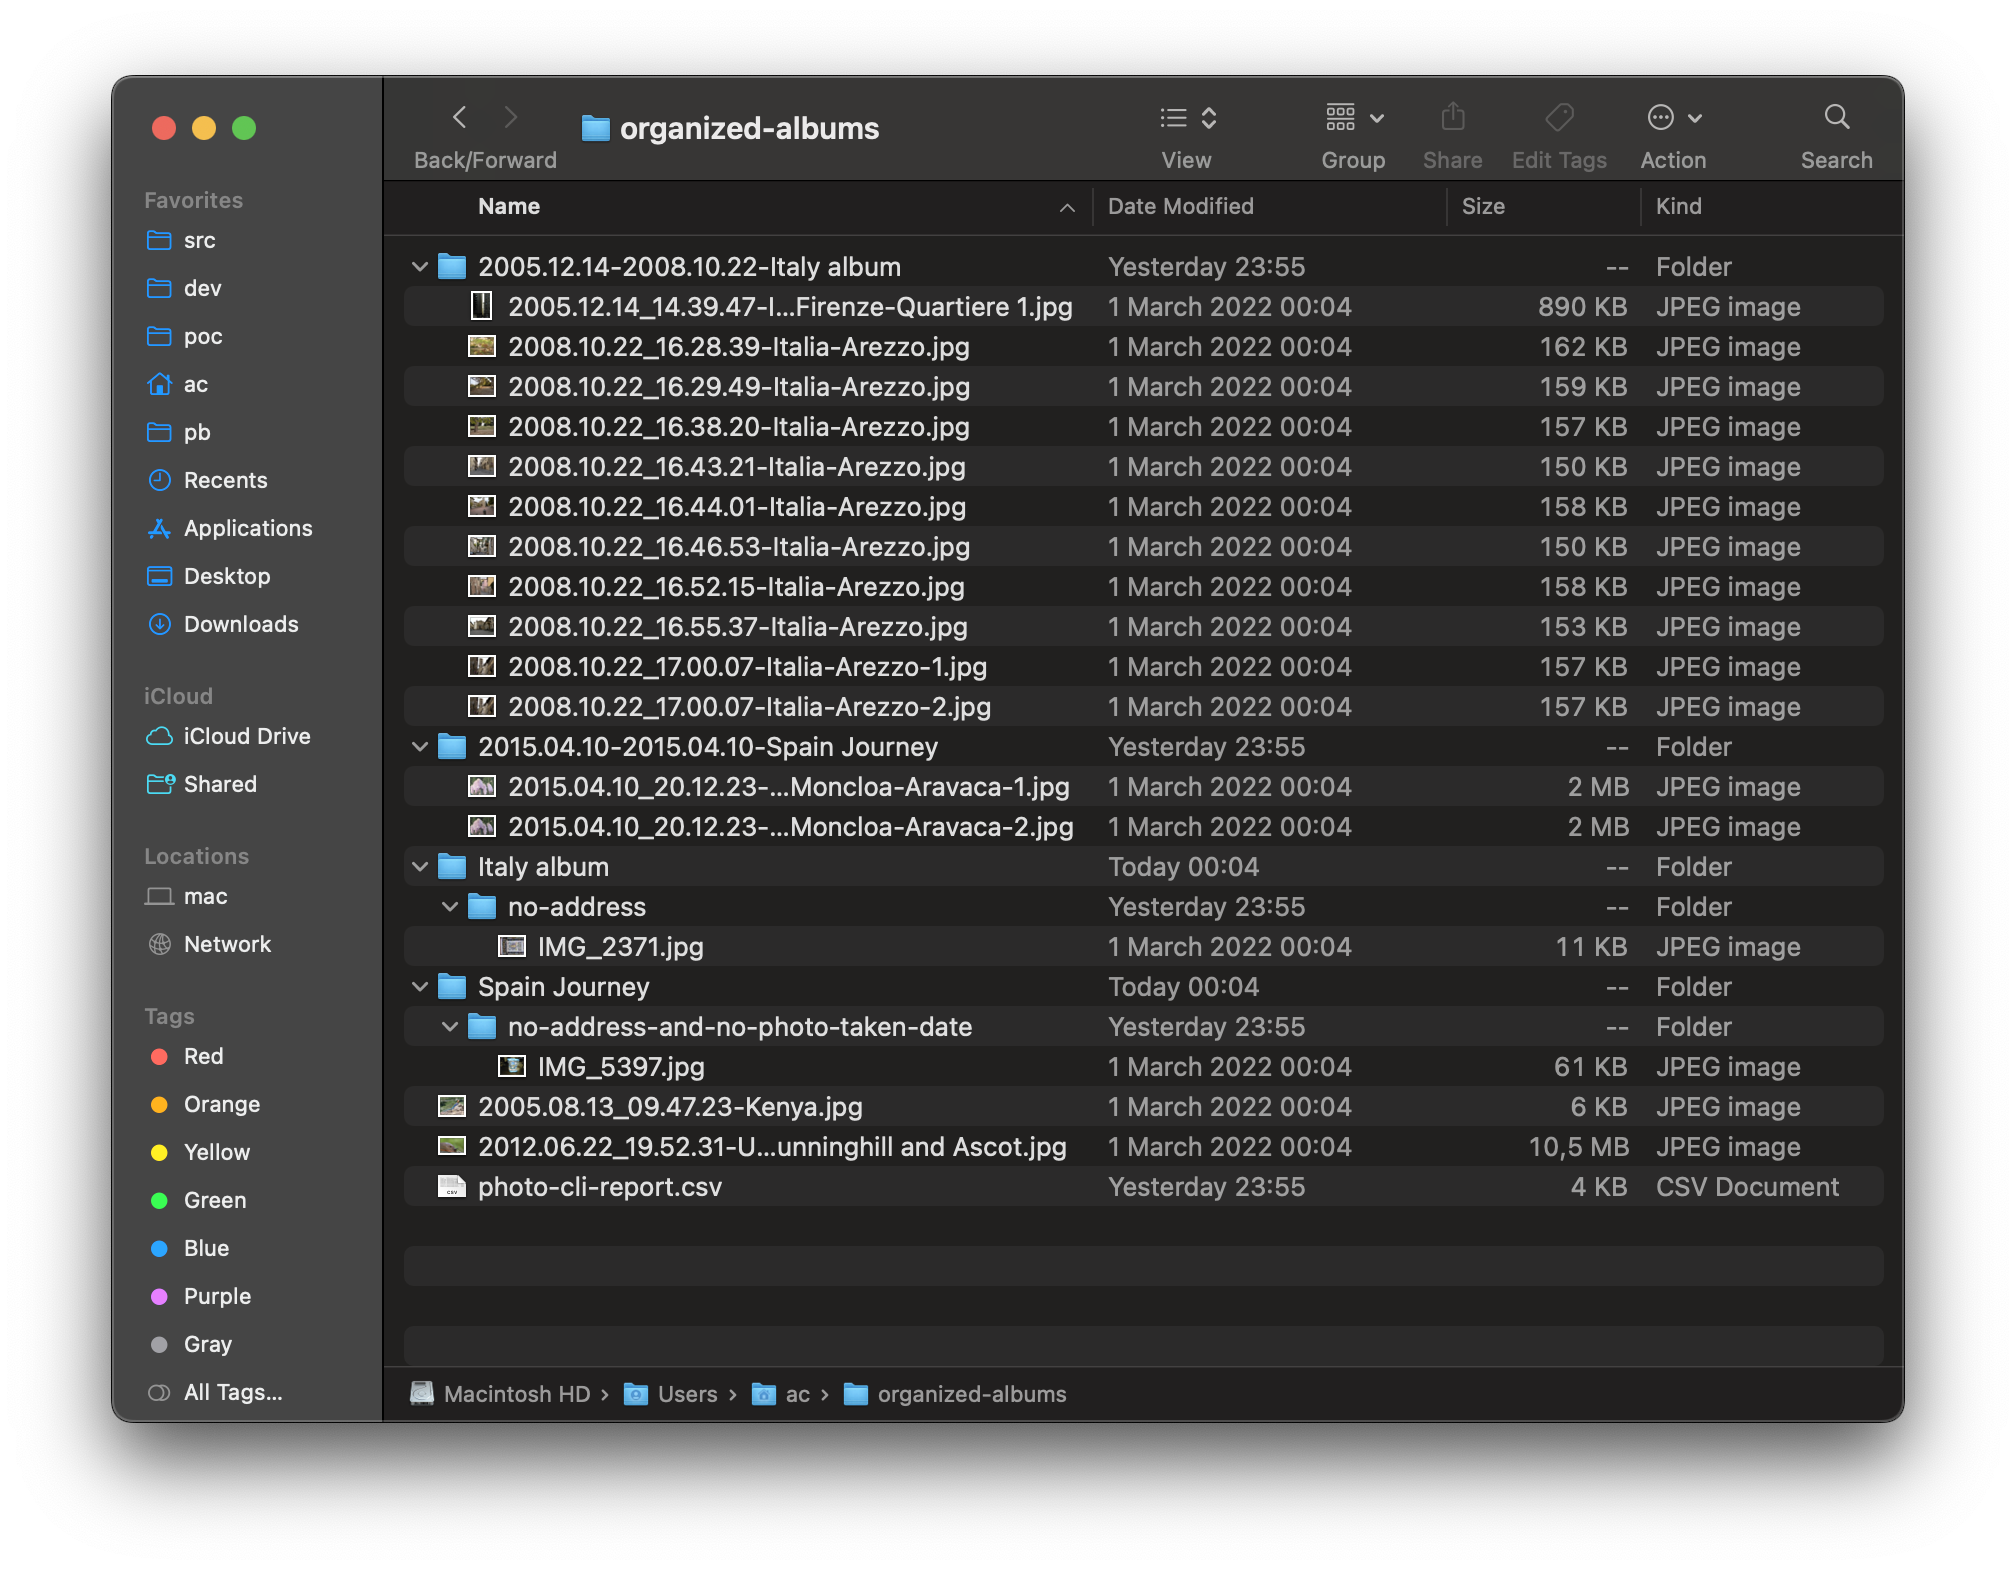 organized-albums
Back/Forward
View
Group
Share
Edit Tags
Action
Search
Favorites
src
dev
poc
ac
pb
Recents
Applications
Desktop
Downloads
iCloud
iCloud Drive
Shared
Locations
mac
Network
Tags
Red
Orange
Yellow
Green
Blue
Purple
Gray
All Tags...
Name Date Modified Size Kind
2005.12.14-2008.10.22-Italy album Yesterday 23:55 -- Folder
2005.12.14_14.39.47-I...Firenze-Quartiere 1.jpg 1 March 2022 00:04 890 KB JPEG image
2008.10.22_16.28.39-Italia-Arezzo.jpg 1 March 2022 00:04 162 KB JPEG image
2008.10.22_16.29.49-Italia-Arezzo.jpg 1 March 2022 00:04 159 KB JPEG image
2008.10.22_16.38.20-Italia-Arezzo.jpg 1 March 2022 00:04 157 KB JPEG image
2008.10.22_16.43.21-Italia-Arezzo.jpg 1 March 2022 00:04 150 KB JPEG image
2008.10.22_16.44.01-Italia-Arezzo.jpg 1 March 2022 00:04 158 KB JPEG image
2008.10.22_16.46.53-Italia-Arezzo.jpg 1 March 2022 00:04 150 KB JPEG image
2008.10.22_16.52.15-Italia-Arezzo.jpg 1 March 2022 00:04 158 KB JPEG image
2008.10.22_16.55.37-Italia-Arezzo.jpg 1 March 2022 00:04 153 KB JPEG image
2008.10.22_17.00.07-Italia-Arezzo-1.jpg 1 March 2022 00:04 157 KB JPEG image
2008.10.22_17.00.07-Italia-Arezzo-2.jpg 1 March 2022 00:04 157 KB JPEG image
2015.04.10-2015.04.10-Spain Journey Yesterday 23:55 -- Folder
2015.04.10_20.12.23-...Moncloa-Aravaca-1.jpg 1 March 2022 00:04 2 MB JPEG image
2015.04.10_20.12.23-...Moncloa-Aravaca-2.jpg 1 March 2022 00:04 2 MB JPEG image
Italy album Today 00:04 -- Folder
no-address Yesterday 23:55 -- Folder
IMG_2371.jpg 1 March 2022 00:04 11 KB JPEG image
Spain Journey Today 00:04 -- Folder
no-address-and-no-photo-taken-date Yesterday 23:55 -- Folder
IMG_5397.jpg 1 March 2022 00:04 61 KB JPEG image
2005.08.13_09.47.23-Kenya.jpg 1 March 2022 00:04 6 KB JPEG image
2012.06.22_19.52.31-U...unninghill and Ascot.jpg 1 March 2022 00:04 10,5 MB JPEG image
photo-cli-report.csv Yesterday 23:55 4 KB CSV Document
Macintosh HD › Users › ac › organized-albums